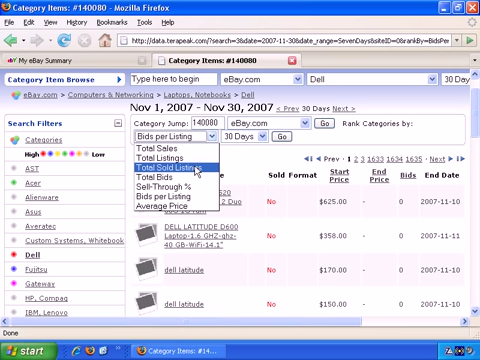 Category Items: #140080 - Mozilla Firefox
File Edit View History Bookmarks Tools Help
http://data.terapeak.com/?search=3&date=2007-11-30&date_range=SevenDays&siteID=0&rankBy=BidsPer
My eBay Summary
Category Items: #140080
Category Item Browse
Type here to begin
eBay.com
Dell
30 Day
eBay.com > Computers & Networking > Laptops, Notebooks > Dell
Nov 1, 2007 - Nov 30, 2007 < Prev 30 Days Next >
Search Filters
Category Jump: 140080 eBay.com Go Rank Categories by:
Bids per Listing 30 Days Go
Categories
High Low
AST
Acer
Alienware
Asus
Averatec
Custom Systems, Whitebook
Dell
Fujitsu
Gateway
HP, Compaq
IBM, Lenovo
Total Sales
Total Listings
Total Sold Listings
Total Bids
Sell-Through %
Bids per Listing
Average Price
Prev 1 2 3 1633 1634 1635 Next
Sold Format Start Price End Price Bids End Date
520
2 Duo
No $625.00 - 0 2007-11-10
DELL LATITUDE D600 Laptop-1.6 GHZ-ghz-40 GB-WiFi-14.1" No $358.00 - 0 2007-11-11
dell latitude No $170.00 - 0 2007-11-10
dell latitude No $150.00 - 0 2007-11-10
Done
start
Category Items: #14...